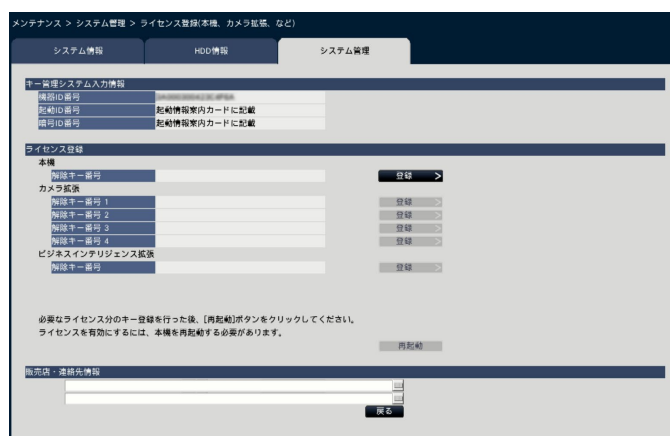 メンテナンス > システム管理 > ライセンス登録(本機、カメラ拡張、など)
システム情報
HDD情報
システム管理
キー管理システム入力情報
機器ID番号
起動ID番号 起動情報案内カードに記載
暗号ID番号 起動情報案内カードに記載
ライセンス登録
本機
解除キー番号 登録 >
カメラ拡張
解除キー番号 1 登録 >
解除キー番号 2 登録 >
解除キー番号 3 登録 >
解除キー番号 4 登録 >
ビジネスインテリジェンス拡張
解除キー番号 登録 >
必要なライセンス分のキー登録を行った後、[再起動]ボタンをクリックしてください。
ライセンスを有効にするには、本機を再起動する必要があります。
再起動
販売店・連絡先情報
戻る